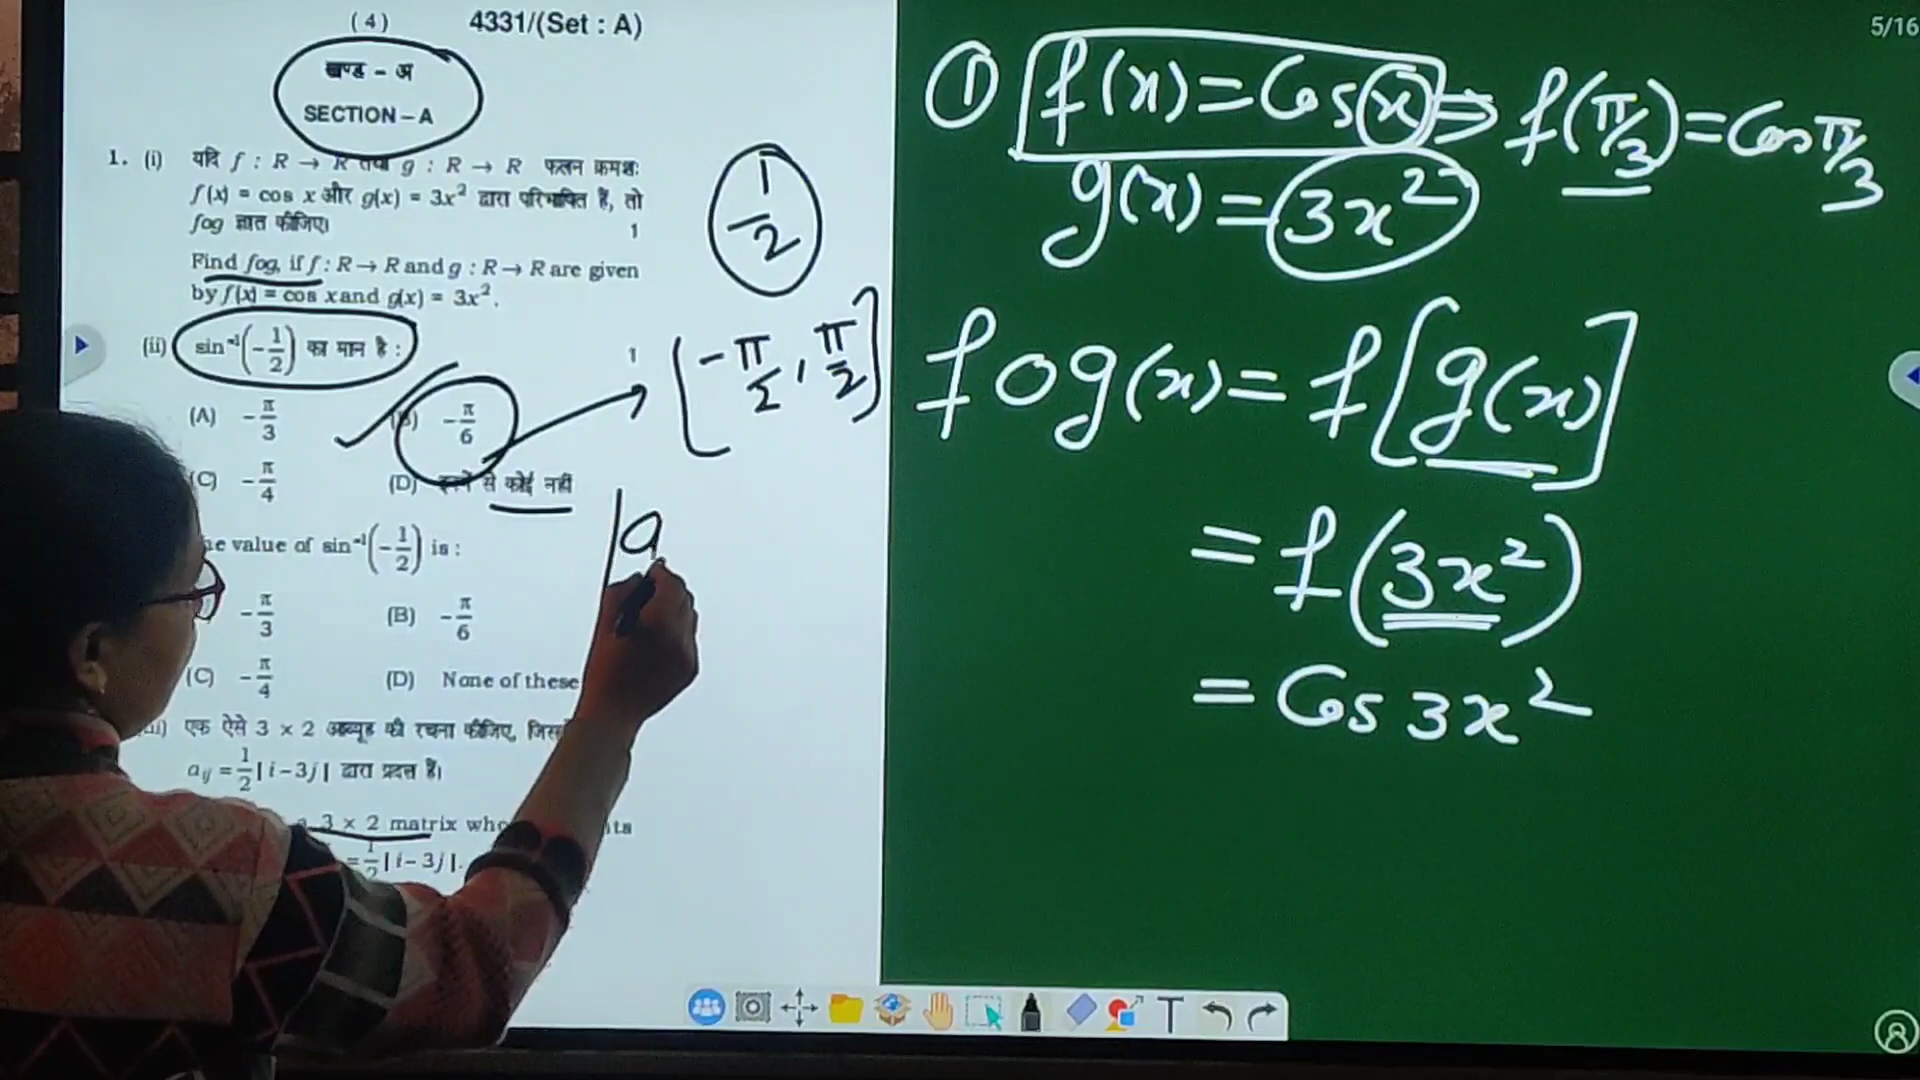 ( 4 ) 4331/(Set : A)
खण्ड – अ
SECTION – A
1. (i) यदि f : R → R तथा g : R → R फलन क्रमशः
f (x) = cos x और g(x) = 3x² द्वारा परिभाषित हैं, तो
fog ज्ञात कीजिए। 1
Find fog, if f : R → R and g : R → R are given
by f(x) = cos x and g(x) = 3x².
(ii) sin⁻¹(-1/2) का मान है : 1
(A) -π/3 (B) -π/6
(C) -π/4 (D) इनमें से कोई नहीं
value of sin⁻¹(-1/2) is :
-π/3 (B) -π/6
(C) -π/4 (D) None of these
एक ऐसे 3 × 2 आव्यूह की रचना कीजिए,
a_ij = 1/2 | i – 3j | द्वारा प्रदत्त हैं।
3 × 2 matrix
= 1/2 | i – 3j |.
1/2
[-π/2, π/2]
a
5/16
① f(x) = Cos x ⇒ f(π/3) = Cos π/3
g(x) = 3x²
fog(x) = f[g(x)]
= f(3x²)
= Cos 3x²
T